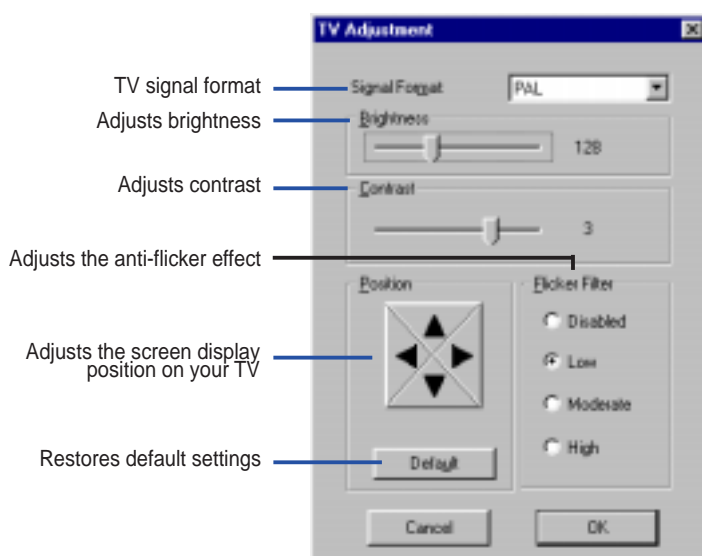 TV Adjustment
TV signal format
Signal Format
PAL
Adjusts brightness
Brightness
128
Adjusts contrast
Contrast
3
Adjusts the anti-flicker effect
Position
Flicker Filter
Disabled
Low
Moderate
High
Adjusts the screen display
position on your TV
Restores default settings
Default
Cancel
OK